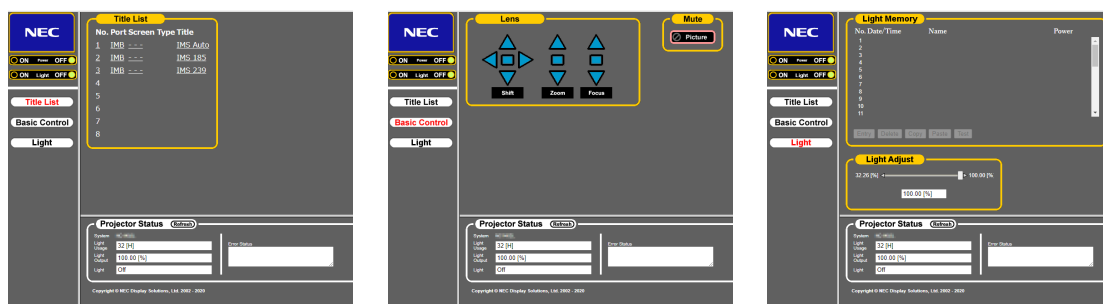 NEC
ON Power OFF
ON Light OFF
Title List
Basic Control
Light
Title List
No. Port Screen Type Title
1 IMB - - - IMS Auto
2 IMB - - - IMS 185
3 IMB - - - IMS 239
4
5
6
7
8
Projector Status Refresh
System
Light Usage 32 [H]
Light Output 100.00 [%]
Light Off
Error Status
Copyright © NEC Display Solutions, Ltd. 2002 - 2020
NEC
ON Power OFF
ON Light OFF
Title List
Basic Control
Light
Lens
Shift Zoom Focus
Mute
Picture
Projector Status Refresh
System
Light Usage 32 [H]
Light Output 100.00 [%]
Light Off
Error Status
Copyright © NEC Display Solutions, Ltd. 2002 - 2020
NEC
ON Power OFF
ON Light OFF
Title List
Basic Control
Light
Light Memory
No. Date/Time Name Power
1
2
3
4
5
6
7
8
9
10
11
Entry Delete Copy Paste Test
Light Adjust
32.26 [%] 100.00 [%
100.00 [%]
Projector Status Refresh
System
Light Usage 32 [H]
Light Output 100.00 [%]
Light Off
Error Status
Copyright © NEC Display Solutions, Ltd. 2002 - 2020